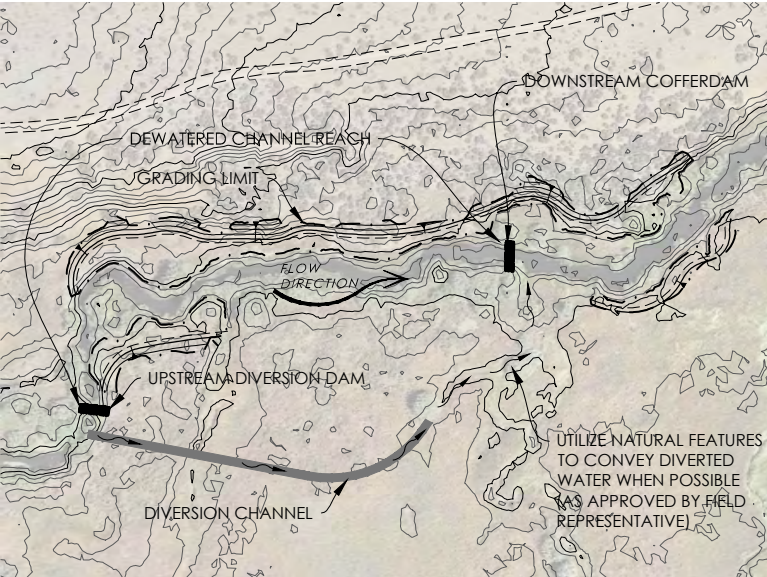 DOWNSTREAM COFFERDAM
DEWATERED CHANNEL REACH
GRADING LIMIT
FLOW
DIRECTION
UPSTREAM DIVERSION DAM
UTILIZE NATURAL FEATURES
TO CONVEY DIVERTED
WATER WHEN POSSIBLE
(AS APPROVED BY FIELD
REPRESENTATIVE)
DIVERSION CHANNEL